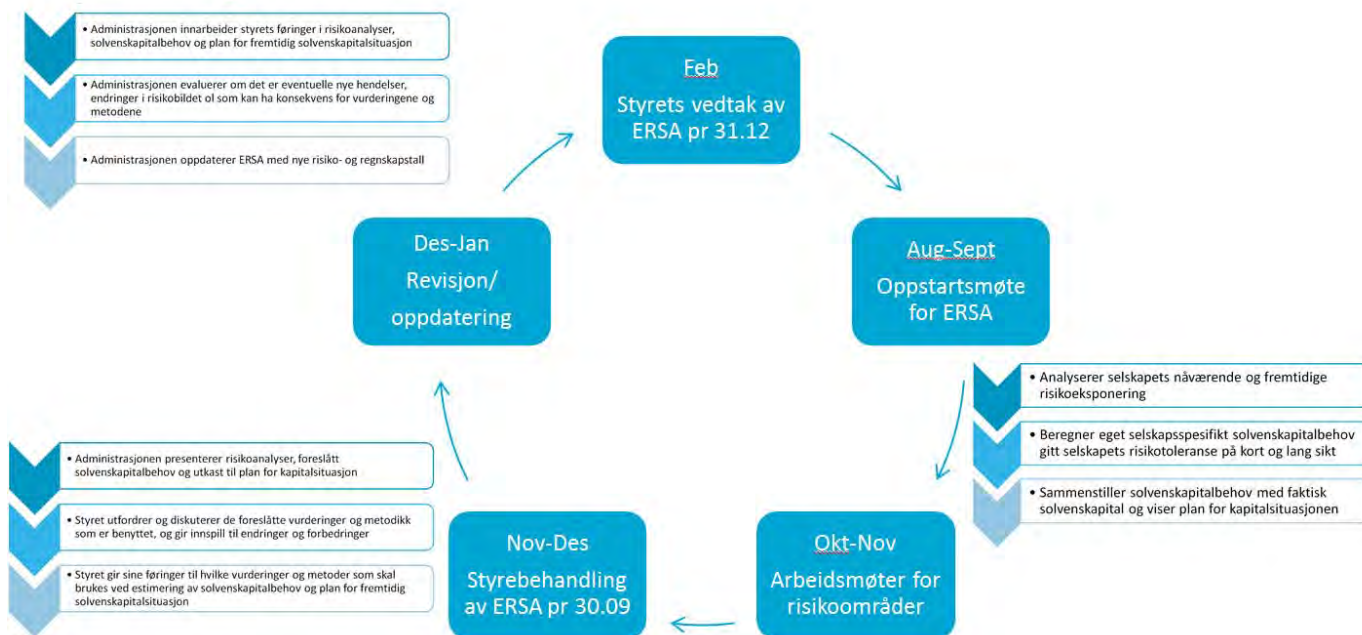 • Administrasjonen innarbeider styrets føringer i risikoanalyser,
solvenskapitalbehov og plan for fremtidig solvenskapitalsituasjon
• Administrasjonen evaluerer om det er eventuelle nye hendelser,
endringer i risikobildet ol som kan ha konsekvens for vurderingene og
metodene
• Administrasjonen oppdaterer ERSA med nye risiko- og regnskapstall
Feb
Styrets vedtak av
ERSA pr 31.12
Aug-Sept
Oppstartsmøte
for ERSA
• Analyserer selskapets nåværende og fremtidige
risikoeksponering
• Beregner eget selskapsspesifikt solvenskapitalbehov
gitt selskapets risikotoleranse på kort og lang sikt
• Sammenstiller solvenskapitalbehov med faktisk
solvenskapital og viser plan for kapitalsituasjonen
Okt-Nov
Arbeidsmøter for
risikoområder
Nov-Des
Styrebehandling
av ERSA pr 30.09
• Administrasjonen presenterer risikoanalyser, foreslått
solvenskapitalbehov og utkast til plan for kapitalsituasjon
• Styret utfordrer og diskuterer de foreslåtte vurderinger og metodikk
som er benyttet, og gir innspill til endringer og forbedringer
• Styret gir sine føringer til hvilke vurderinger og metoder som skal
brukes ved estimering av solvenskapitalbehov og plan for fremtidig
solvenskapitalsituasjon
Des-Jan
Revisjon/
oppdatering